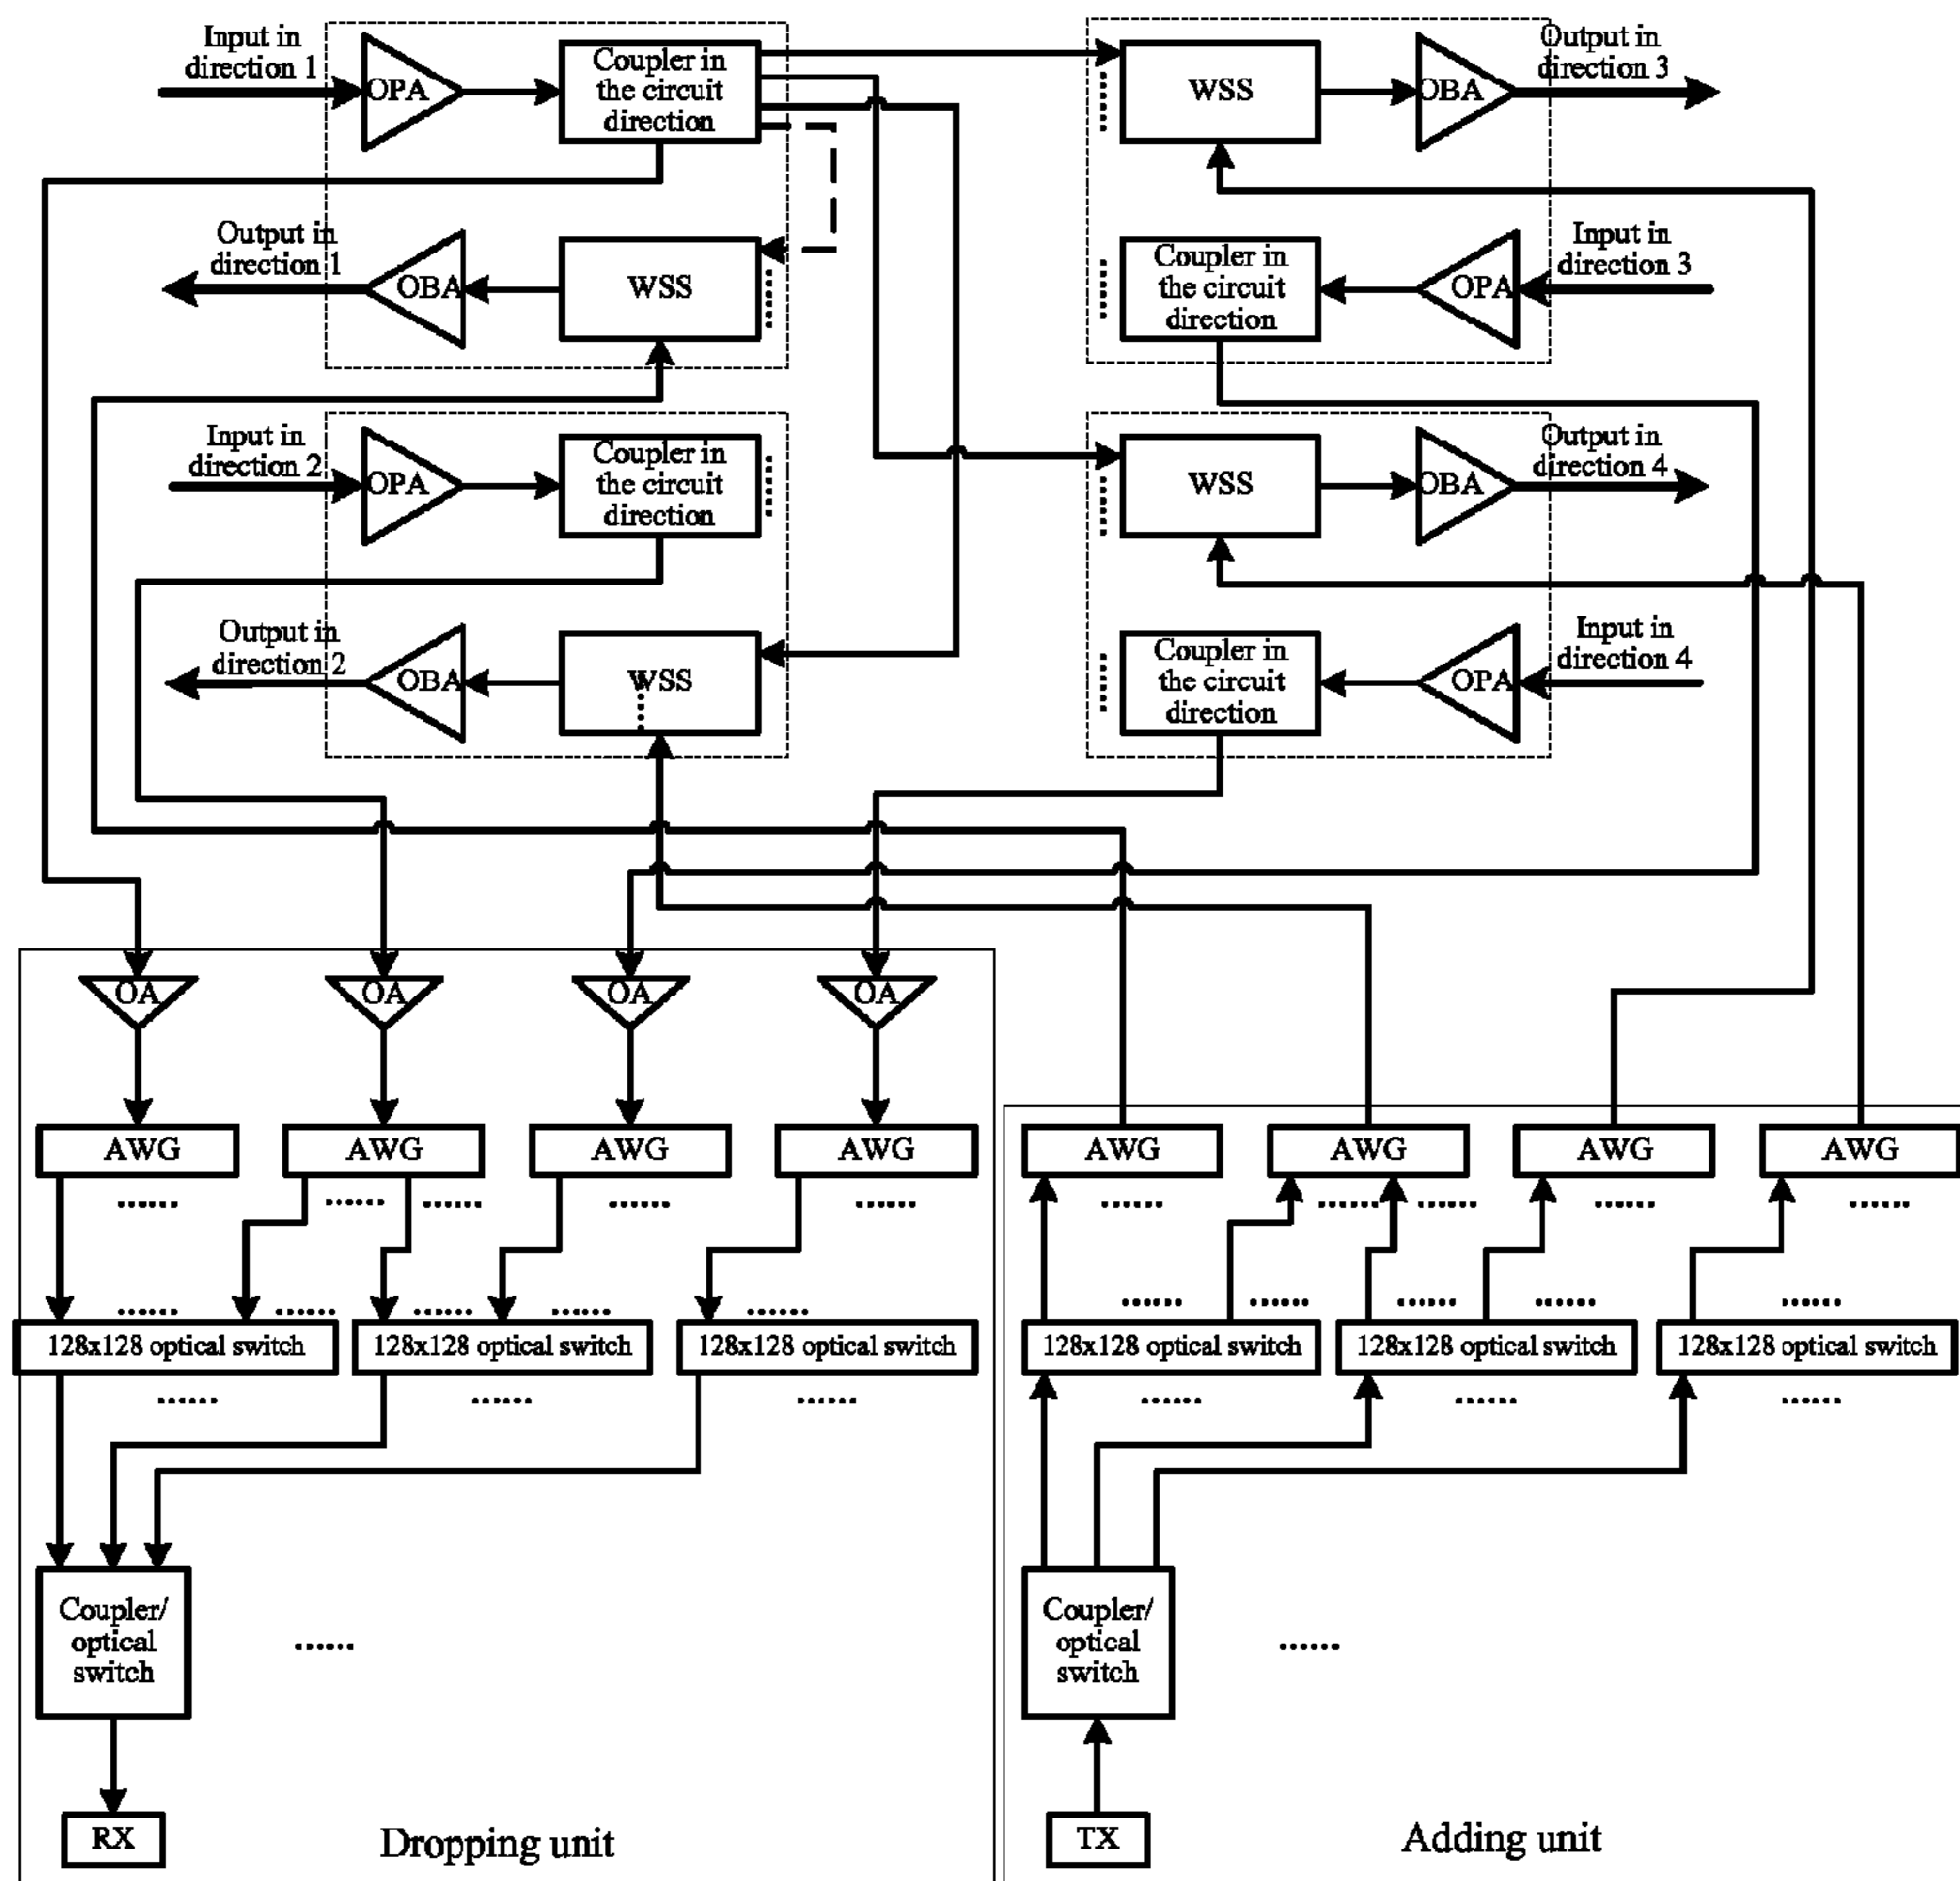 Input in
direction 1
OPA
Coupler in
the circuit
direction
WSS
OBA
Output in
direction 3
Output in
direction 1
OBA
WSS
Coupler in
the circuit
direction
OPA
Input in
direction 3
Input in
direction 2
OPA
Coupler in
the circuit
direction
WSS
OBA
Output in
direction 4
Output in
direction 2
OBA
WSS
Coupler in
the circuit
direction
OPA
Input in
direction 4
OA
OA
OA
OA
AWG
AWG
AWG
AWG
AWG
AWG
AWG
AWG
128x128 optical switch
128x128 optical switch
128x128 optical switch
128x128 optical switch
128x128 optical switch
128x128 optical switch
Coupler/
optical
switch
Coupler/
optical
switch
RX
Dropping unit
TX
Adding unit